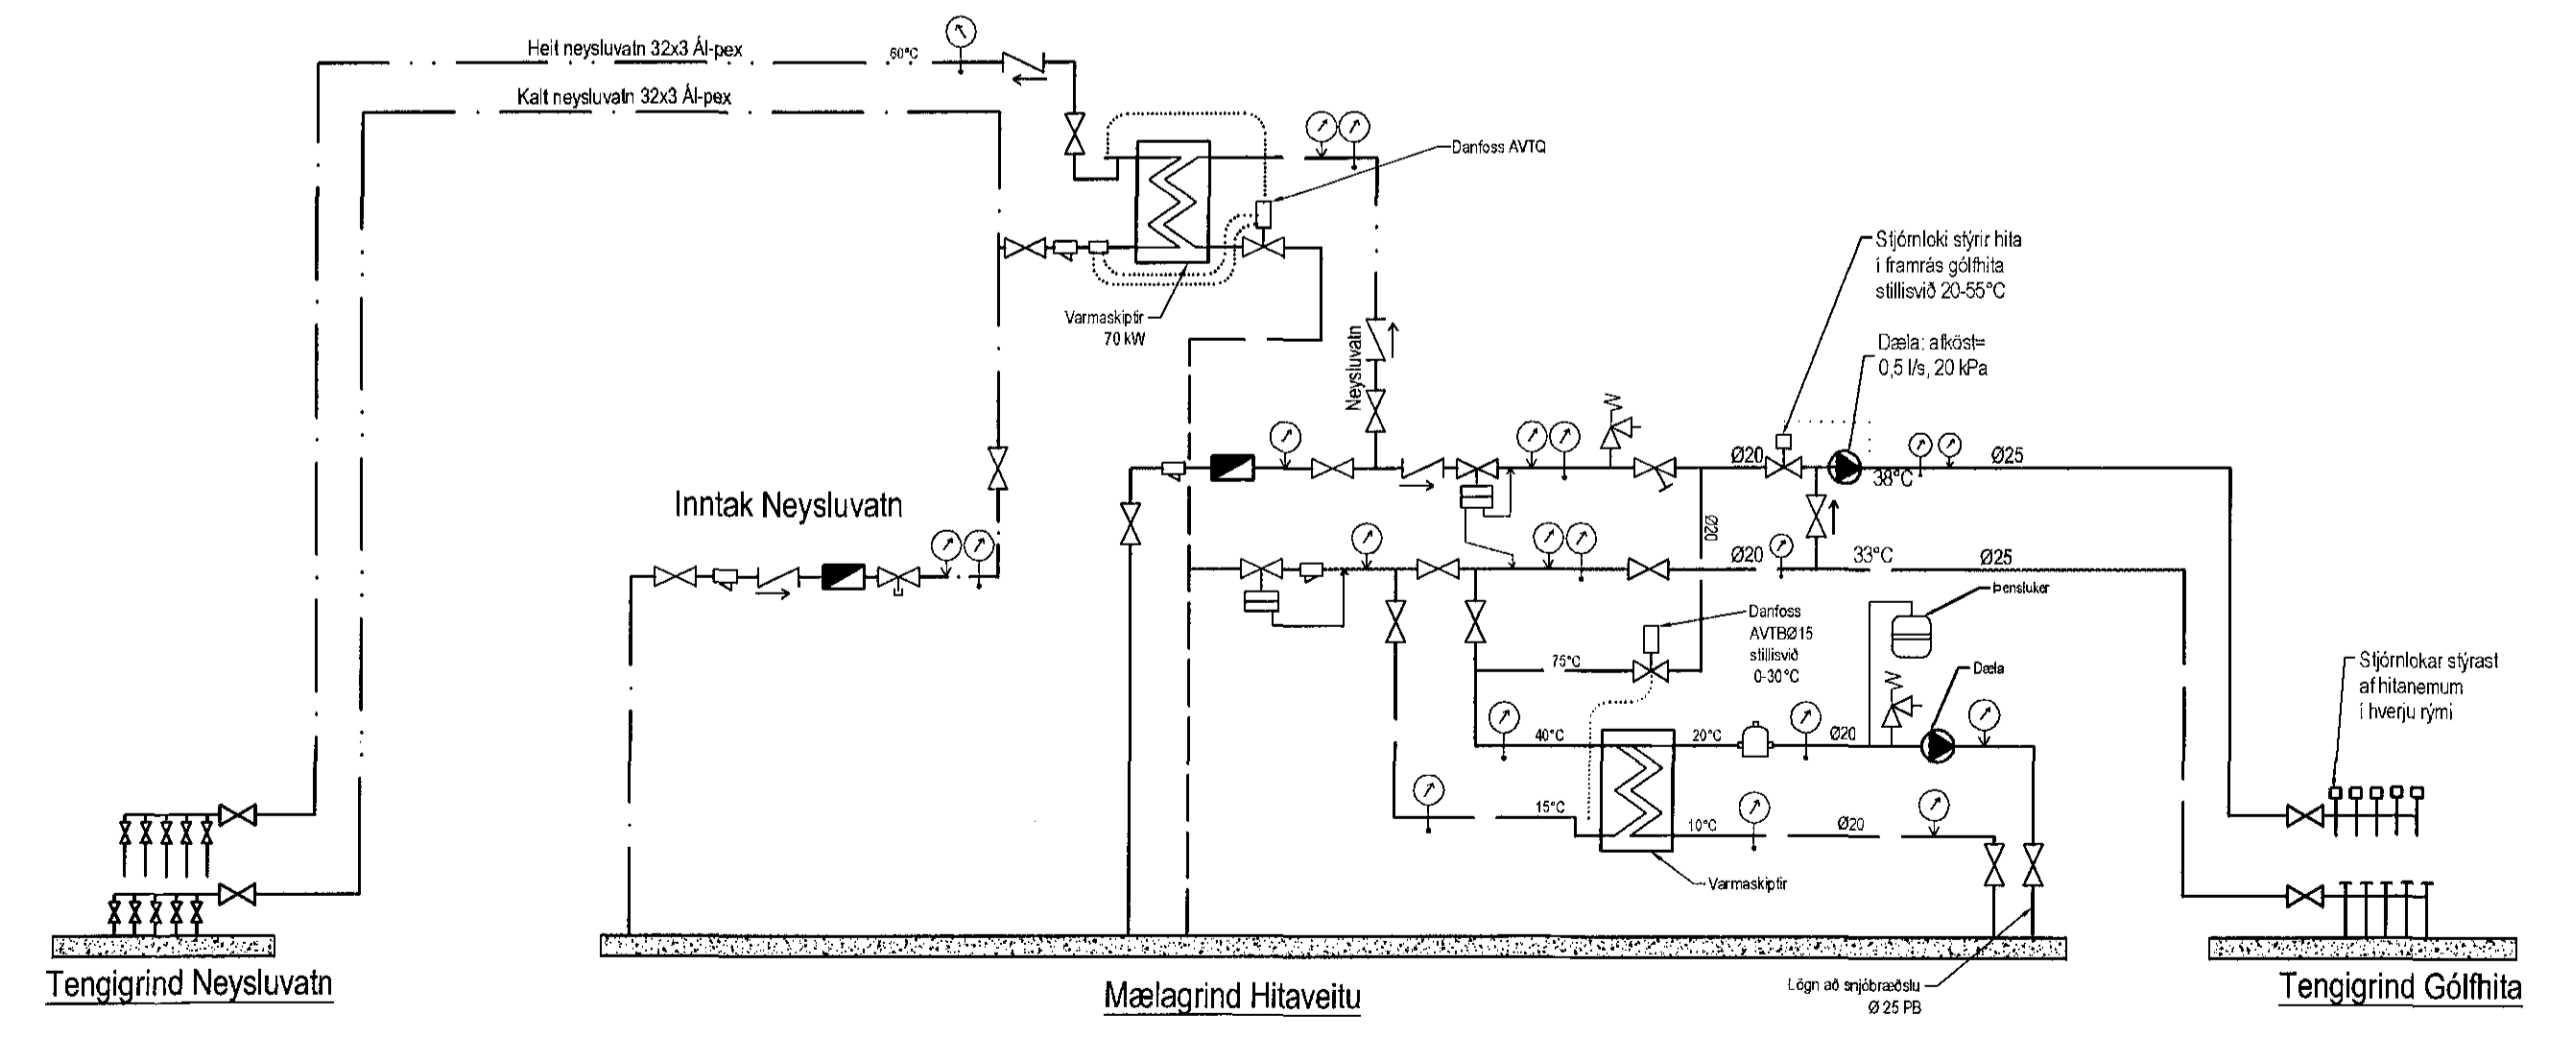 Heit neysluvatn 32x3 Ál-pex
60°C
Kalt neysluvatn 32x3 Ál-pex
Danfoss AVTQ
Varmaskiptir
70 kW
Neysluvatn
Stjórnloki stýrir hita
í framrás gólfhita
stillisvið 20-55°C
Dæla: afköst=
0,5 l/s, 20 kPa
Inntak Neysluvatn
Ø20
38°C
Ø25
Ø20
Ø20
33°C
Ø25
Þensluker
Danfoss
AVTBØ15
stillisvið
0-30°C
75°C
Dæla
Stjórnlokar stýrast
af hitanemum
í hverju rými
40°C
20°C
Ø20
15°C
10°C
Ø20
Varmaskiptir
Tengigrind Neysluvatn
Mælagrind Hitaveitu
Lögn að snjóbræðslu
Ø 25 PB
Tengigrind Gólfhita